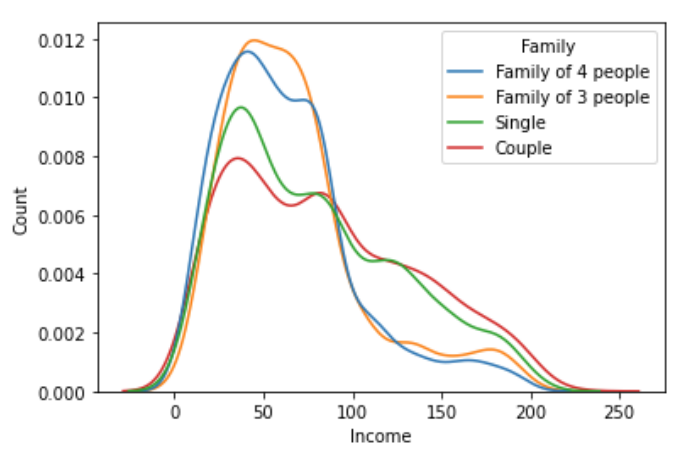 Family
Family of 4 people
Family of 3 people
Single
Couple
0.012
0.010
0.008
0.006
0.004
0.002
0.000
Count
0
50
100
150
200
250
Income